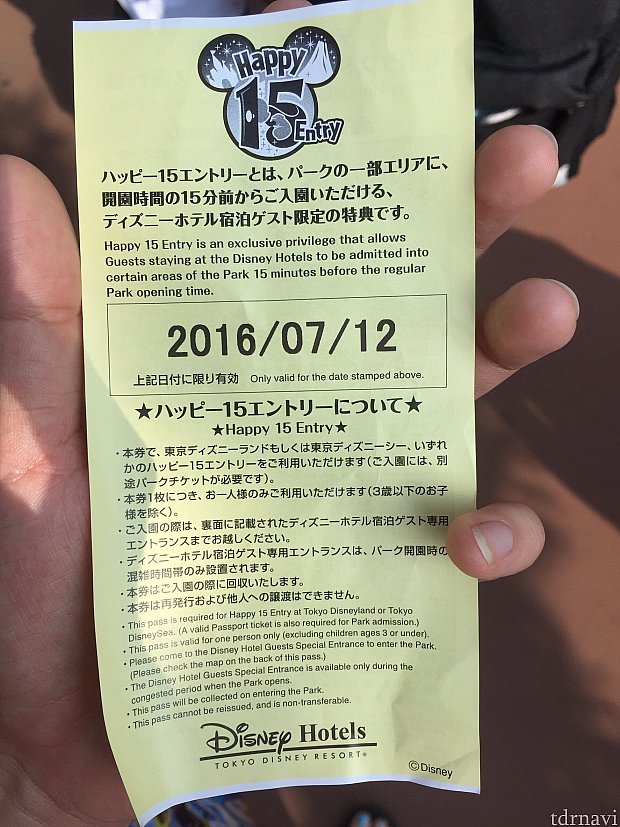 Happy
15
Entry
ハッピー15エントリーとは、パークの一部エリアに、
開園時間の15分前からご入園いただける、
ディズニーホテル宿泊ゲスト限定の特典です。
Happy 15 Entry is an exclusive privilege that allows
Guests staying at the Disney Hotels to be admitted into
certain areas of the Park 15 minutes before the regular
Park opening time.
2016/07/12
上記日付に限り有効 Only valid for the date stamped above.
★ハッピー15エントリーについて★
★Happy 15 Entry★
・本券で、東京ディズニーランドもしくは東京ディズニーシー、いずれ
かのハッピー15エントリーをご利用いただけます(ご入園には、別
途パークチケットが必要です)。
・本券1枚につき、お一人様のみご利用いただけます(3歳以下のお子
様を除く)。
・ご入園の際は、裏面に記載されたディズニーホテル宿泊ゲスト専用
エントランスまでお越しください。
・ディズニーホテル宿泊ゲスト専用エントランスは、パーク開園時の
混雑時間帯のみ設置されます。
・本券はご入園の際に回収いたします。
・本券は再発行および他人への譲渡はできません。
・This pass is required for Happy 15 Entry at Tokyo Disneyland or Tokyo
DisneySea. (A valid Passport ticket is also required for Park admission.)
・This pass is valid for one person only (excluding children ages 3 or under).
・Please come to the Disney Hotel Guests Special Entrance to enter the Park.
(Please check the map on the back of this pass.)
・The Disney Hotel Guests Special Entrance is available only during the
congested period when the Park opens.
・This pass will be collected on entering the Park.
・This pass cannot be reissued, and is non-transferable.
Disney Hotels
TOKYO DISNEY RESORT®
©Disney
tdrnavi